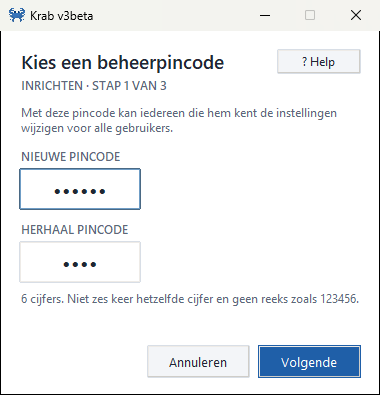 Krab v3beta
Kies een beheerpincode
? Help
INRICHTEN · STAP 1 VAN 3
Met deze pincode kan iedereen die hem kent de instellingen
wijzigen voor alle gebruikers.
NIEUWE PINCODE
••••••
HERHAAL PINCODE
••••
6 cijfers. Niet zes keer hetzelfde cijfer en geen reeks zoals 123456.
Annuleren
Volgende